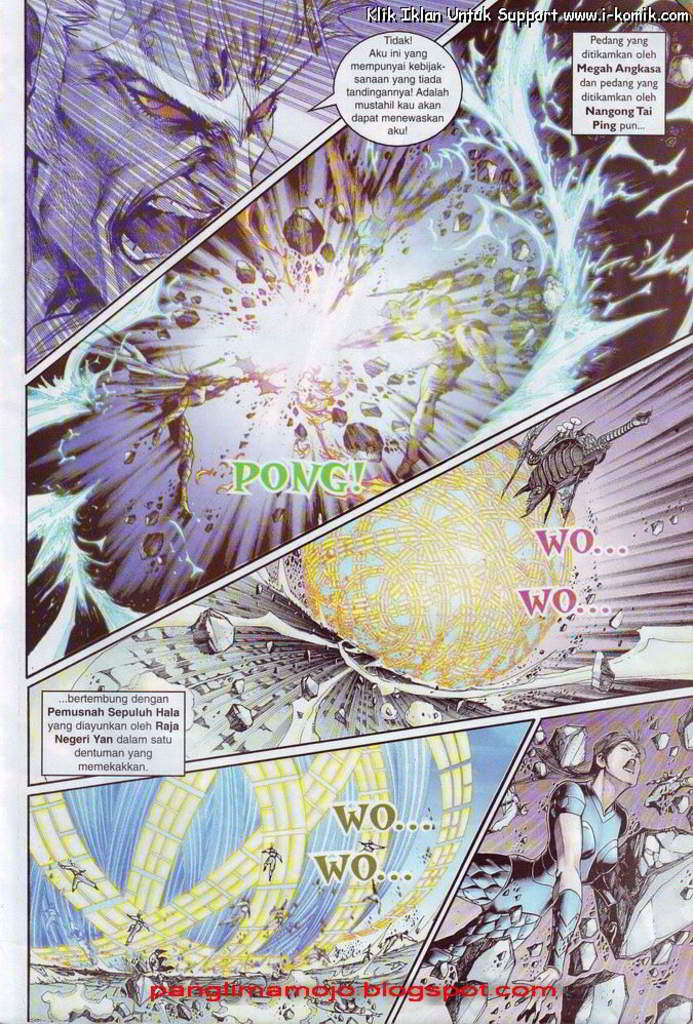 Klik Iklan Untuk Support www.i-komik.com
Tidak!
Aku ini yang
mempunyai kebijak-
sanaan yang tiada
tandingannya! Adalah
mustahil kau akan
dapat menewaskan
aku!
Pedang yang
ditikamkan oleh
Megah Angkasa
dan pedang yang
ditikamkan oleh
Nangong Tai
Ping pun...
PONG!
WO...
WO...
...bertembung dengan
Pemusnah Sepuluh Hala
yang diayunkan oleh Raja
Negeri Yan dalam satu
dentuman yang
memekakkan.
WO...
WO...
panglimamojo.blogspot.com